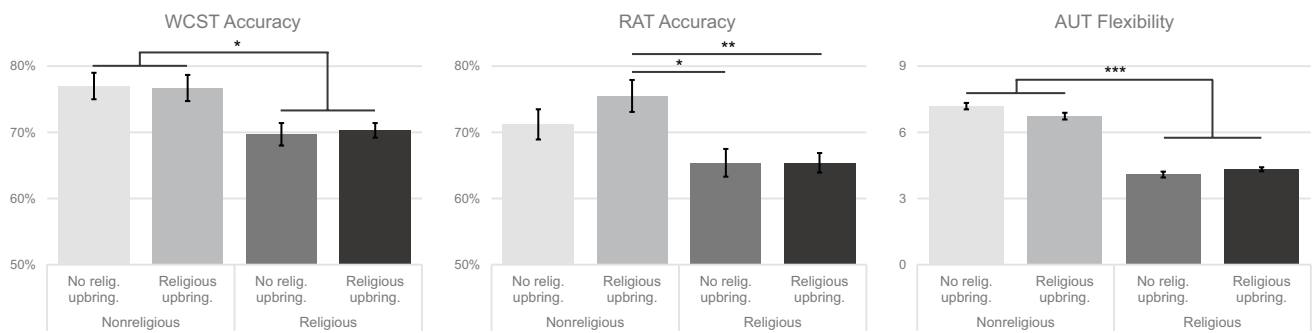 WCST Accuracy
*
80%
70%
60%
50%
No relig.
upbring.
Religious
upbring.
No relig.
upbring.
Religious
upbring.
Nonreligious
Religious
RAT Accuracy
**
*
80%
70%
60%
50%
No relig.
upbring.
Religious
upbring.
No relig.
upbring.
Religious
upbring.
Nonreligious
Religious
AUT Flexibility
***
9
6
3
0
No relig.
upbring.
Religious
upbring.
No relig.
upbring.
Religious
upbring.
Nonreligious
Religious